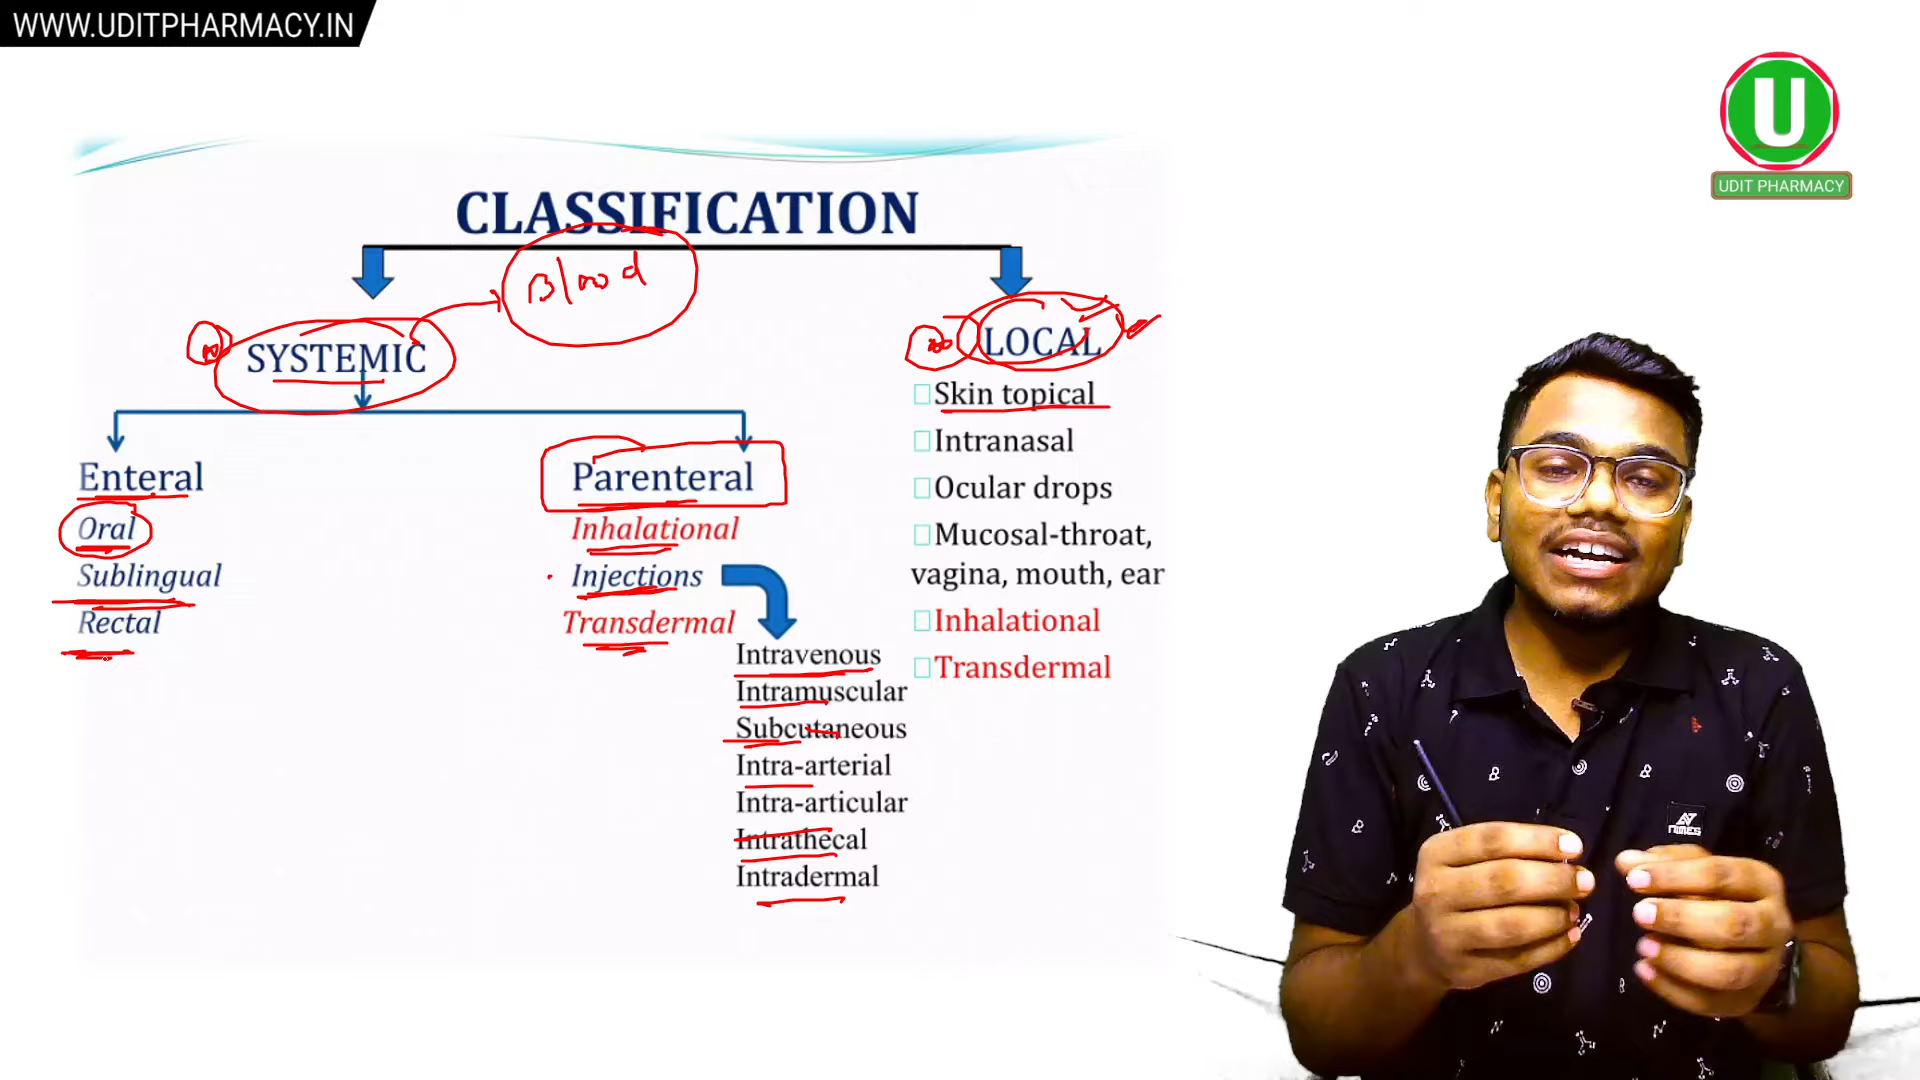 WWW.UDITPHARMACY.IN
U
UDIT PHARMACY
CLASSIFICATION
Blood
SYSTEMIC
LOCAL
Enteral
Oral
Sublingual
Rectal
Parenteral
Inhalational
Injections
Transdermal
Intravenous
Intramuscular
Subcutaneous
Intra-arterial
Intra-articular
Intrathecal
Intradermal
Skin topical
Intranasal
Ocular drops
Mucosal-throat,
vagina, mouth, ear
Inhalational
Transdermal